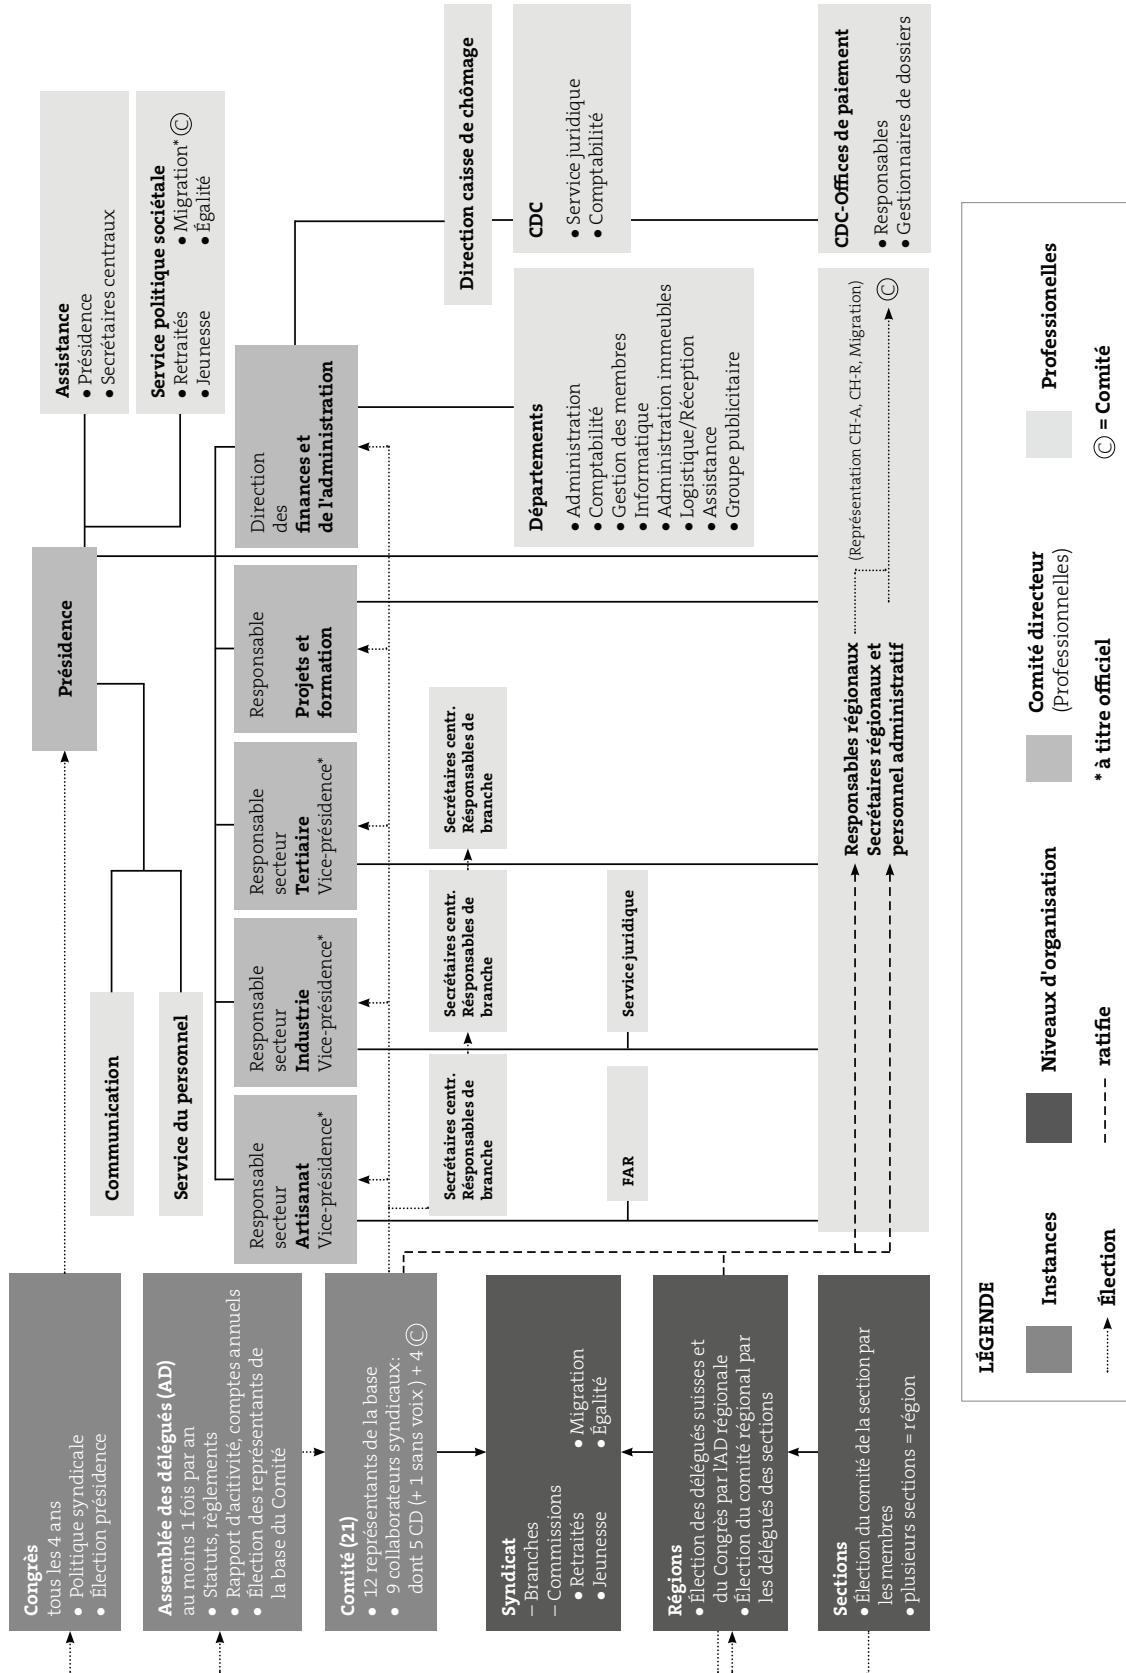 Congrès
tous les 4 ans
• Politique syndicale
• Élection présidence
Assemblée des délégués (AD)
au moins 1 fois par an
• Statuts, règlements
• Rapport d'acitivité, comptes annuels
• Élection des représentants de
la base du Comité
Comité (21)
• 12 représentants de la base
• 9 collaborateurs syndicaux:
dont 5 CD (+ 1 sans voix ) + 4 Ⓒ
Syndicat
– Branches
– Commissions
• Retraités
• Migration
• Jeunesse
• Égalité
Régions
• Élection des délégués suisses et
du Congrès par l'AD régionale
• Élection du comité régional par
les délégués des sections
Sections
• Élection du comité de la section par
les membres
• plusieurs sections = région
Présidence
Communication
Service du personnel
Assistance
• Présidence
• Secrétaires centraux
Service politique sociétale
• Retraités
• Migration* Ⓒ
• Jeunesse
• Égalité
Responsable
secteur
Artisanat
Vice-présidence*
Responsable
secteur
Industrie
Vice-présidence*
Responsable
secteur
Tertiaire
Vice-présidence*
Responsable
Projets et
formation
Direction
des
finances et
de l'administration
Secrétaires centr.
Résponsables de
branche
Secrétaires centr.
Résponsables de
branche
Secrétaires centr.
Résponsables de
branche
FAR
Service juridique
Départements
• Administration
• Comptabilité
• Gestion des membres
• Informatique
• Administration immeubles
• Logistique/Réception
• Assistance
• Groupe publicitaire
Direction caisse de chômage
CDC
• Service juridique
• Comptabilité
CDC-Offices de paiement
• Responsables
• Gestionnaires de dossiers
Responsables régionaux
Secrétaires régionaux et
personnel administratif
(Représentation CH-A, CH-R, Migration)
Ⓒ
LÉGENDE
Instances
Niveaux d'organisation
Comité directeur
(Professionnelles)
Professionelles
Élection
ratifie
* à titre officiel
Ⓒ = Comité